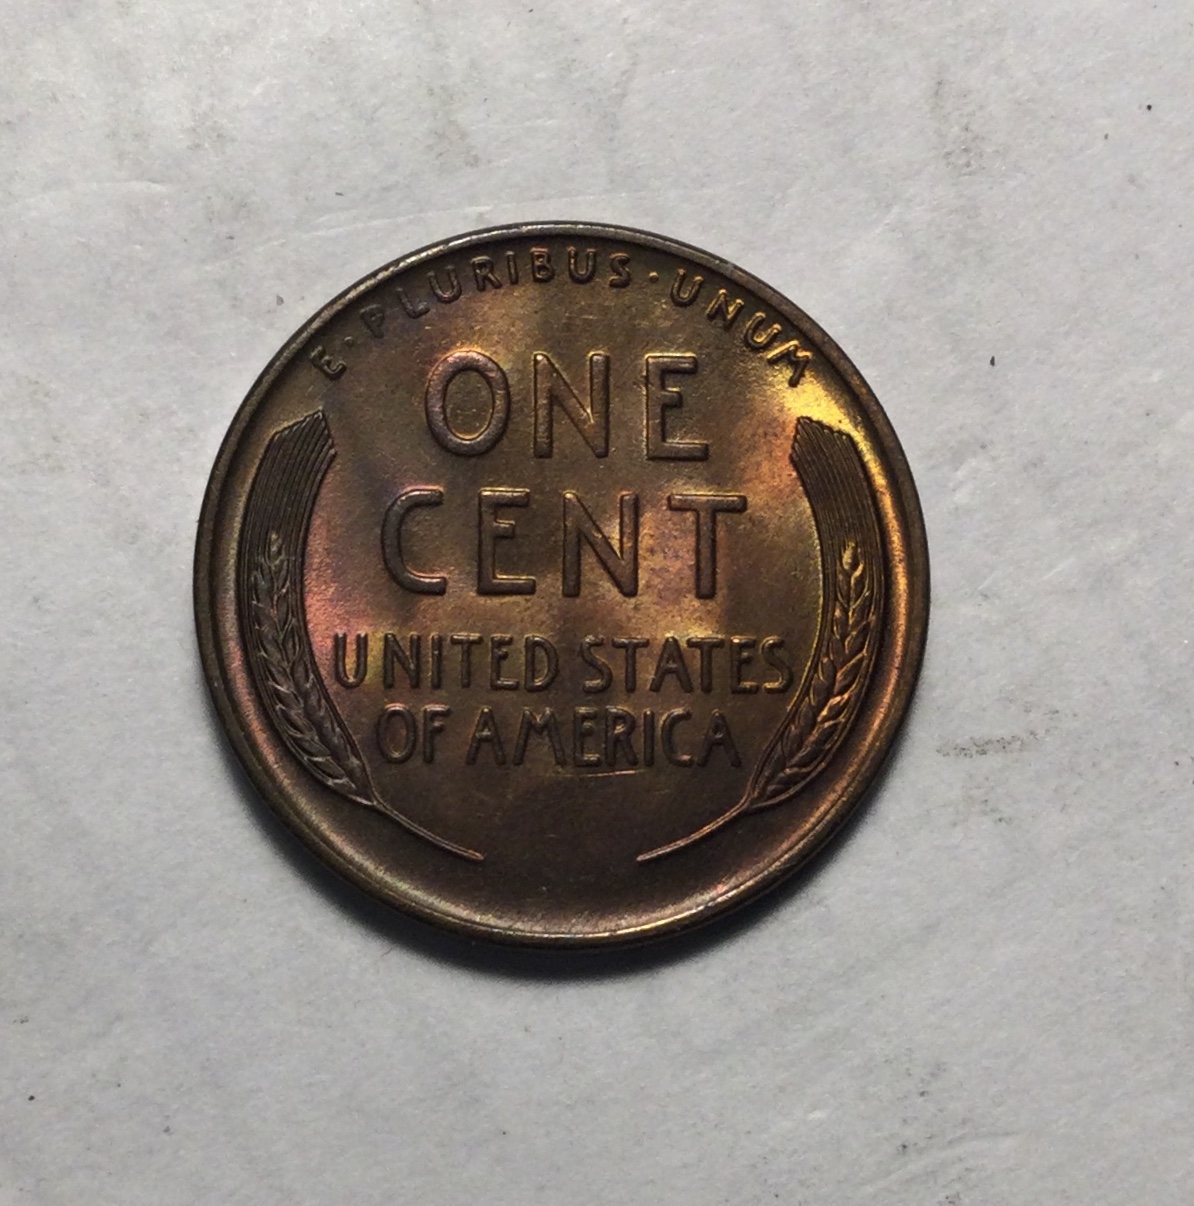 E·PLURIBUS·UNUM
ONE
CENT
UNITED STATES
OF AMERICA